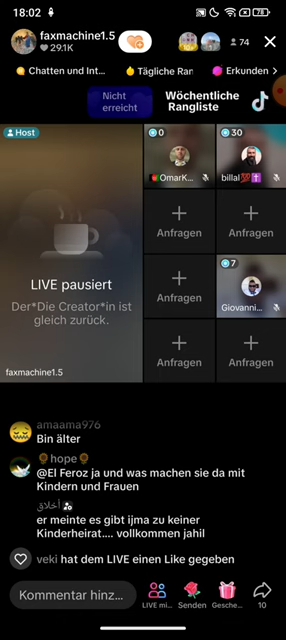 18:02
78
faxmachine1.5
29.1K
74
Chatten und Int...
Tägliche Ran
Erkunden >
Nicht erreicht
Wöchentliche Rangliste
Host
0
30
OmarK...
billal💯✝️
LIVE pausiert
Der*Die Creator*in ist
gleich zurück.
faxmachine1.5
Anfragen
Anfragen
7
Anfragen
Giovanni...
Anfragen
Anfragen
amaama976
Bin älter
🌻hope🌻
@El Feroz ja und was machen sie da mit
Kindern und Frauen
أخلاق
er meinte es gibt ijma zu keiner
Kinderheirat.... vollkommen jahil
veki hat dem LIVE einen Like gegeben
Kommentar hinz...
LIVE mi...
Senden
Gesche...
10